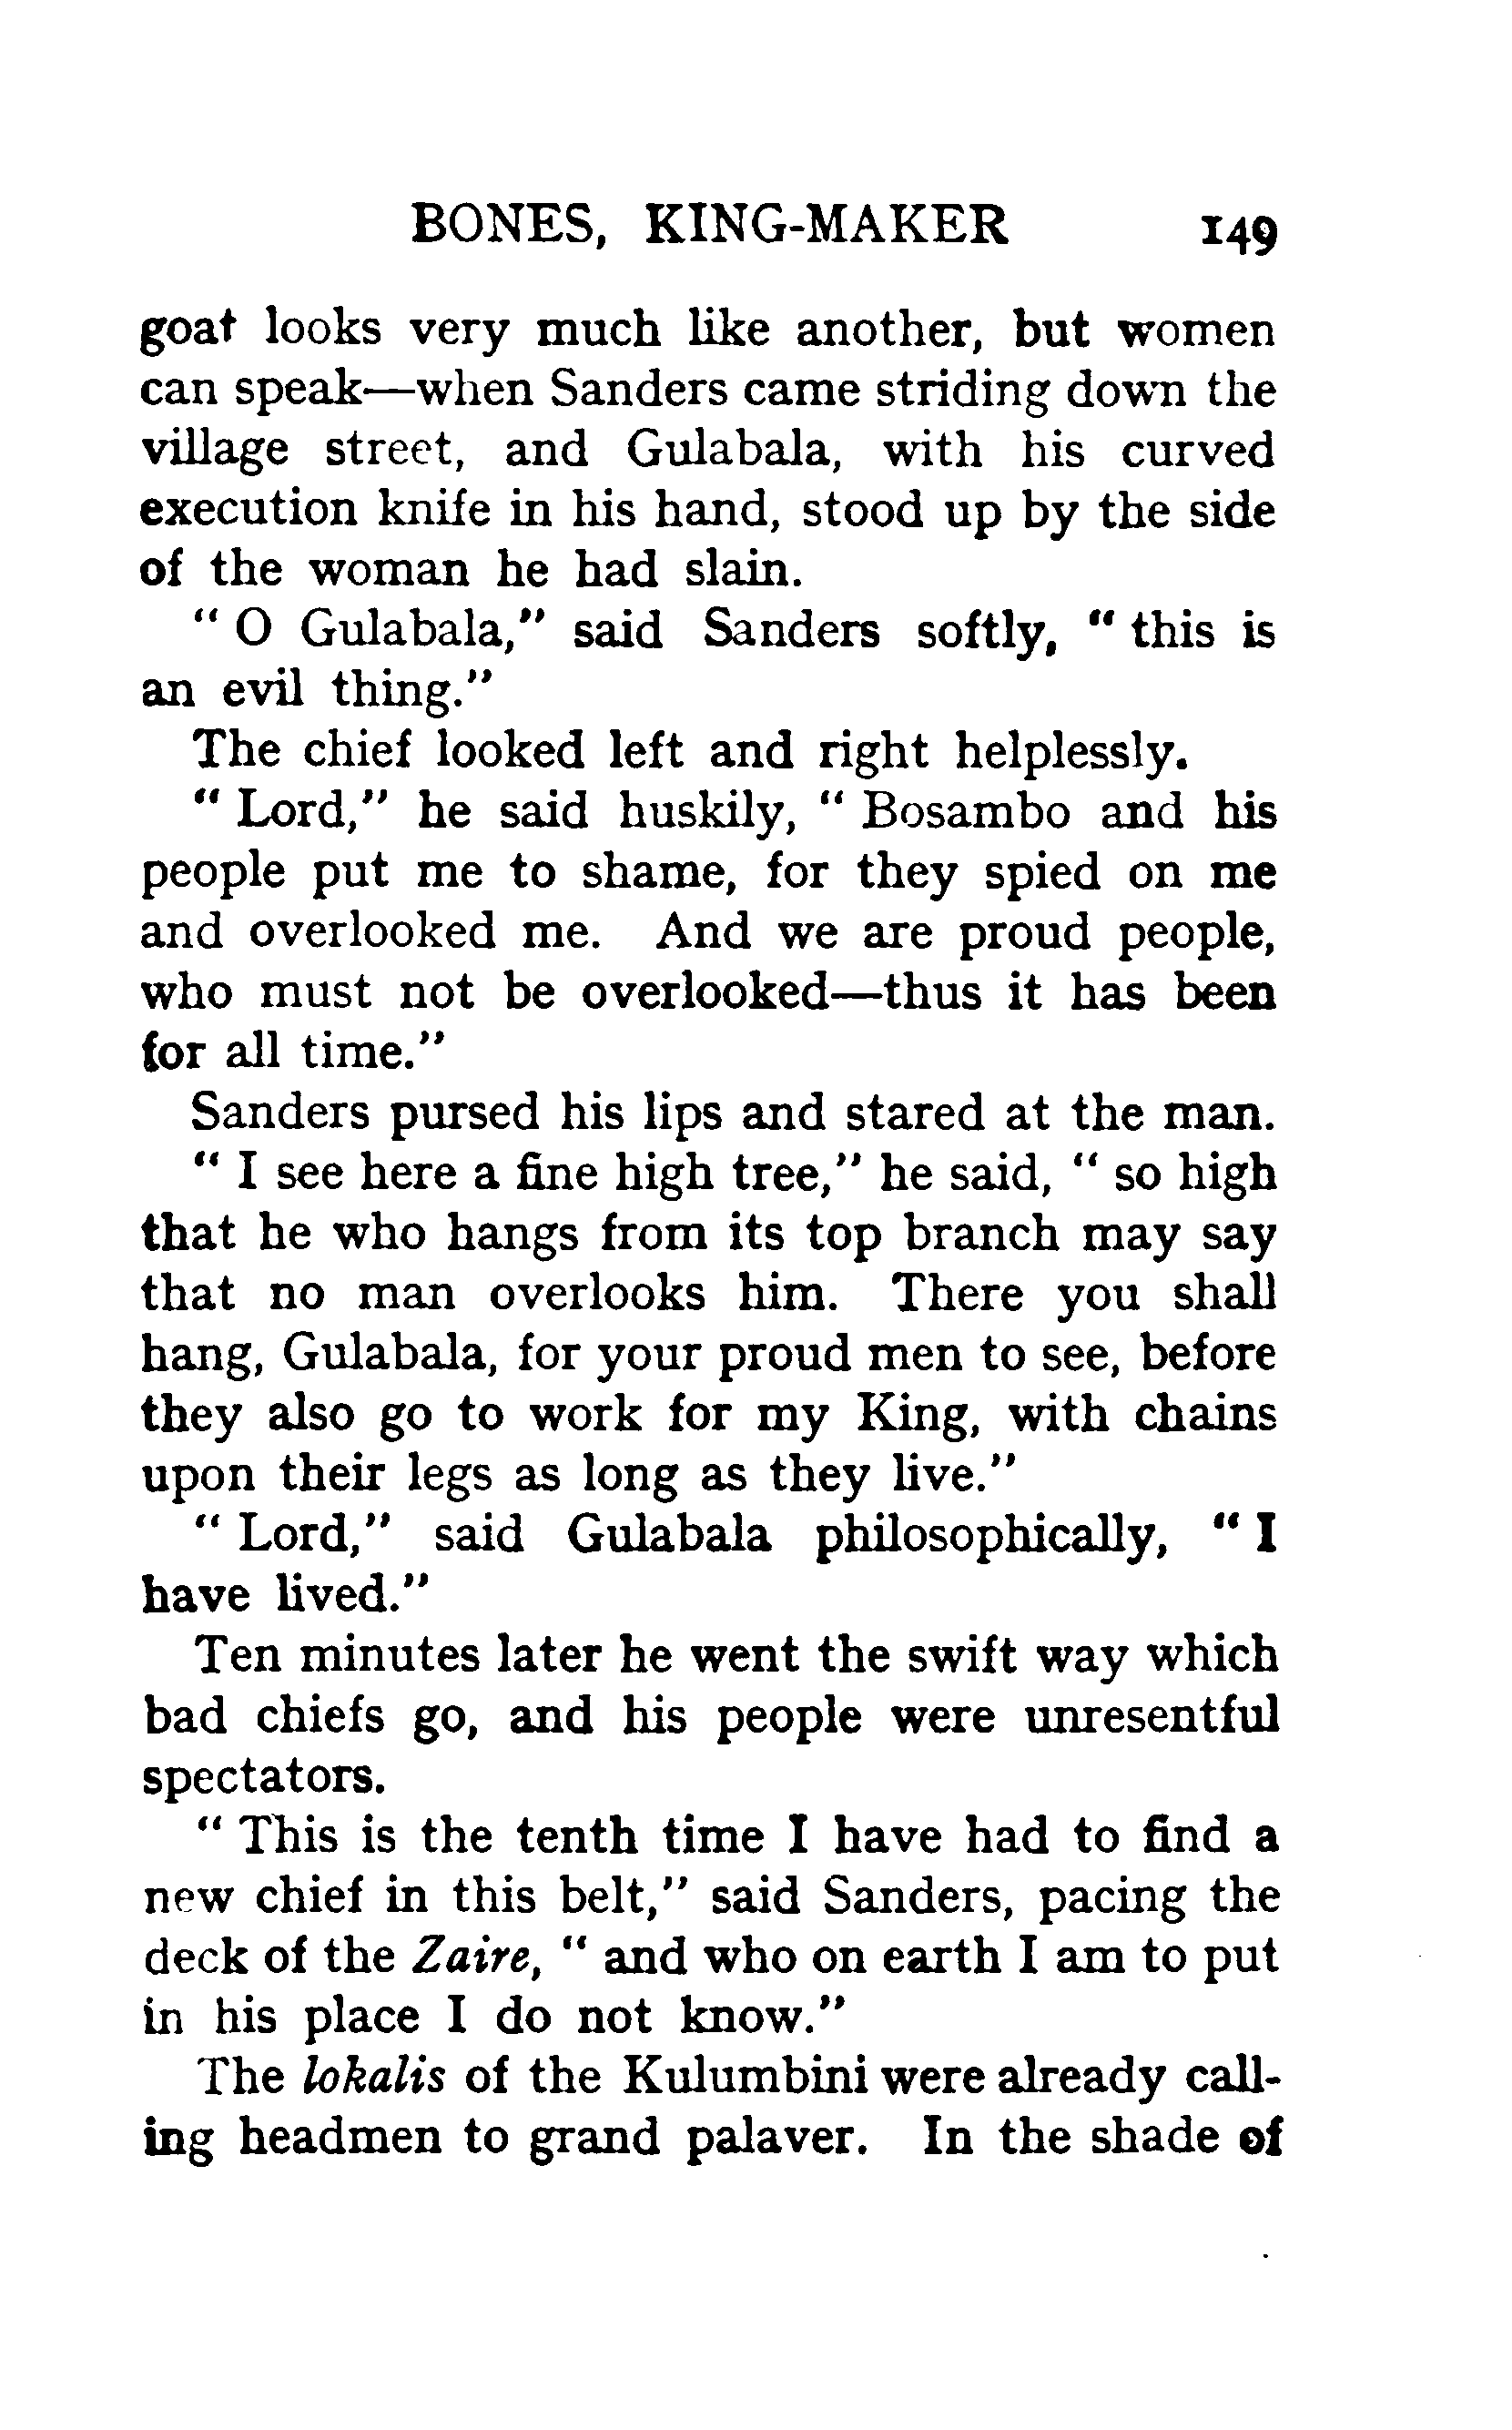 BONES, KING-MAKER 149
goat looks very much like another, but women
can speak—when Sanders came striding down the
village street, and Gulabala, with his curved
execution knife in his hand, stood up by the side
of the woman he had slain.
" O Gulabala," said Sanders softly, " this is
an evil thing."
The chief looked left and right helplessly.
" Lord," he said huskily, " Bosambo and his
people put me to shame, for they spied on me
and overlooked me. And we are proud people,
who must not be overlooked—thus it has been
for all time."
Sanders pursed his lips and stared at the man.
" I see here a fine high tree," he said, " so high
that he who hangs from its top branch may say
that no man overlooks him. There you shall
hang, Gulabala, for your proud men to see, before
they also go to work for my King, with chains
upon their legs as long as they live."
" Lord," said Gulabala philosophically, " I
have lived."
Ten minutes later he went the swift way which
bad chiefs go, and his people were unresentful
spectators.
" This is the tenth time I have had to find a
new chief in this belt," said Sanders, pacing the
deck of the Zaire, " and who on earth I am to put
in his place I do not know."
The lokalis of the Kulumbini were already call-
ing headmen to grand palaver. In the shade of